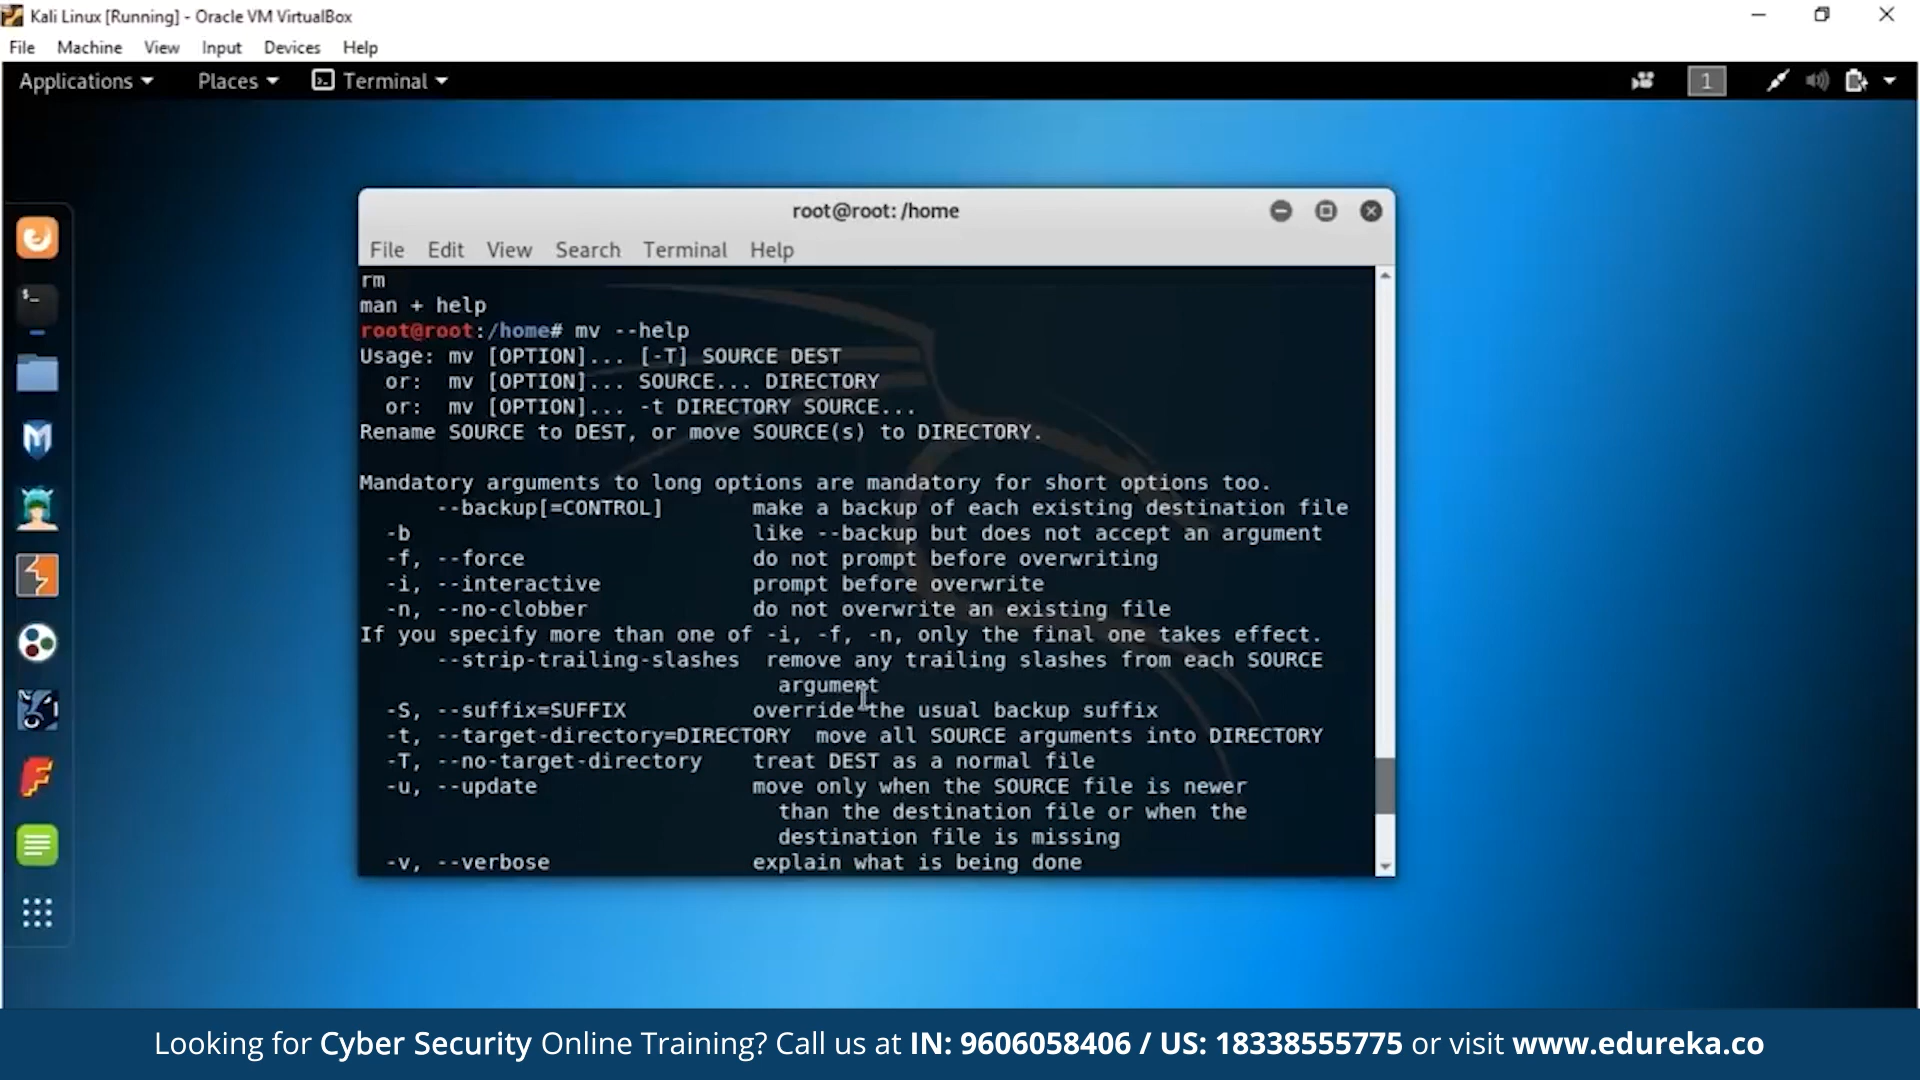 Kali Linux [Running] - Oracle VM VirtualBox
File Machine View Input Devices Help
Applications Places Terminal 1
root@root: /home
File Edit View Search Terminal Help
rm
man + help
root@root:/home# mv --help
Usage: mv [OPTION]... [-T] SOURCE DEST
or: mv [OPTION]... SOURCE... DIRECTORY
or: mv [OPTION]... -t DIRECTORY SOURCE...
Rename SOURCE to DEST, or move SOURCE(s) to DIRECTORY.
Mandatory arguments to long options are mandatory for short options too.
--backup[=CONTROL] make a backup of each existing destination file
-b like --backup but does not accept an argument
-f, --force do not prompt before overwriting
-i, --interactive prompt before overwrite
-n, --no-clobber do not overwrite an existing file
If you specify more than one of -i, -f, -n, only the final one takes effect.
--strip-trailing-slashes remove any trailing slashes from each SOURCE
argument
-S, --suffix=SUFFIX override the usual backup suffix
-t, --target-directory=DIRECTORY move all SOURCE arguments into DIRECTORY
-T, --no-target-directory treat DEST as a normal file
-u, --update move only when the SOURCE file is newer
than the destination file or when the
destination file is missing
-v, --verbose explain what is being done
Looking for Cyber Security Online Training? Call us at IN: 9606058406 / US: 18338555775 or visit www.edureka.co